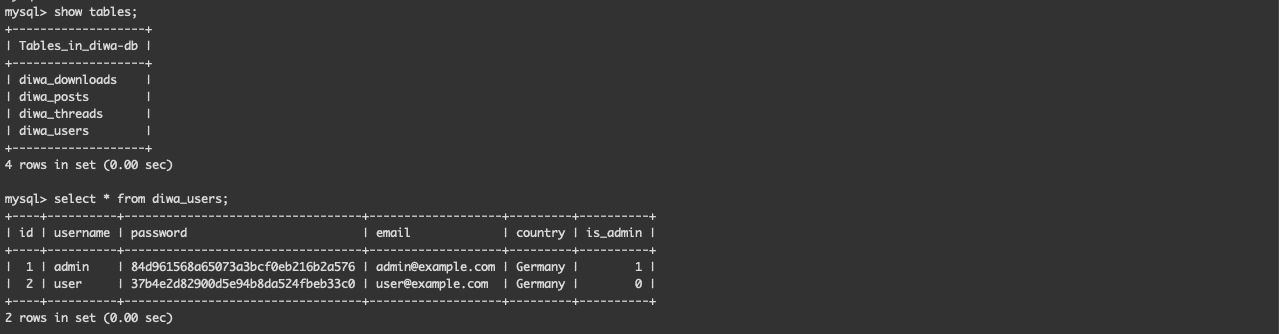 mysql> show tables;
+-------------------+
| Tables_in_diwa-db |
+-------------------+
| diwa_downloads    |
| diwa_posts        |
| diwa_threads      |
| diwa_users        |
+-------------------+
4 rows in set (0.00 sec)

mysql> select * from diwa_users;
+----+----------+----------------------------------+-------------------+---------+----------+
| id | username | password                         | email             | country | is_admin |
+----+----------+----------------------------------+-------------------+---------+----------+
|  1 | admin    | 84d961568a65073a3bcf0eb216b2a576 | admin@example.com | Germany |        1 |
|  2 | user     | 37b4e2d82900d5e94b8da524fbeb33c0 | user@example.com  | Germany |        0 |
+----+----------+----------------------------------+-------------------+---------+----------+
2 rows in set (0.00 sec)